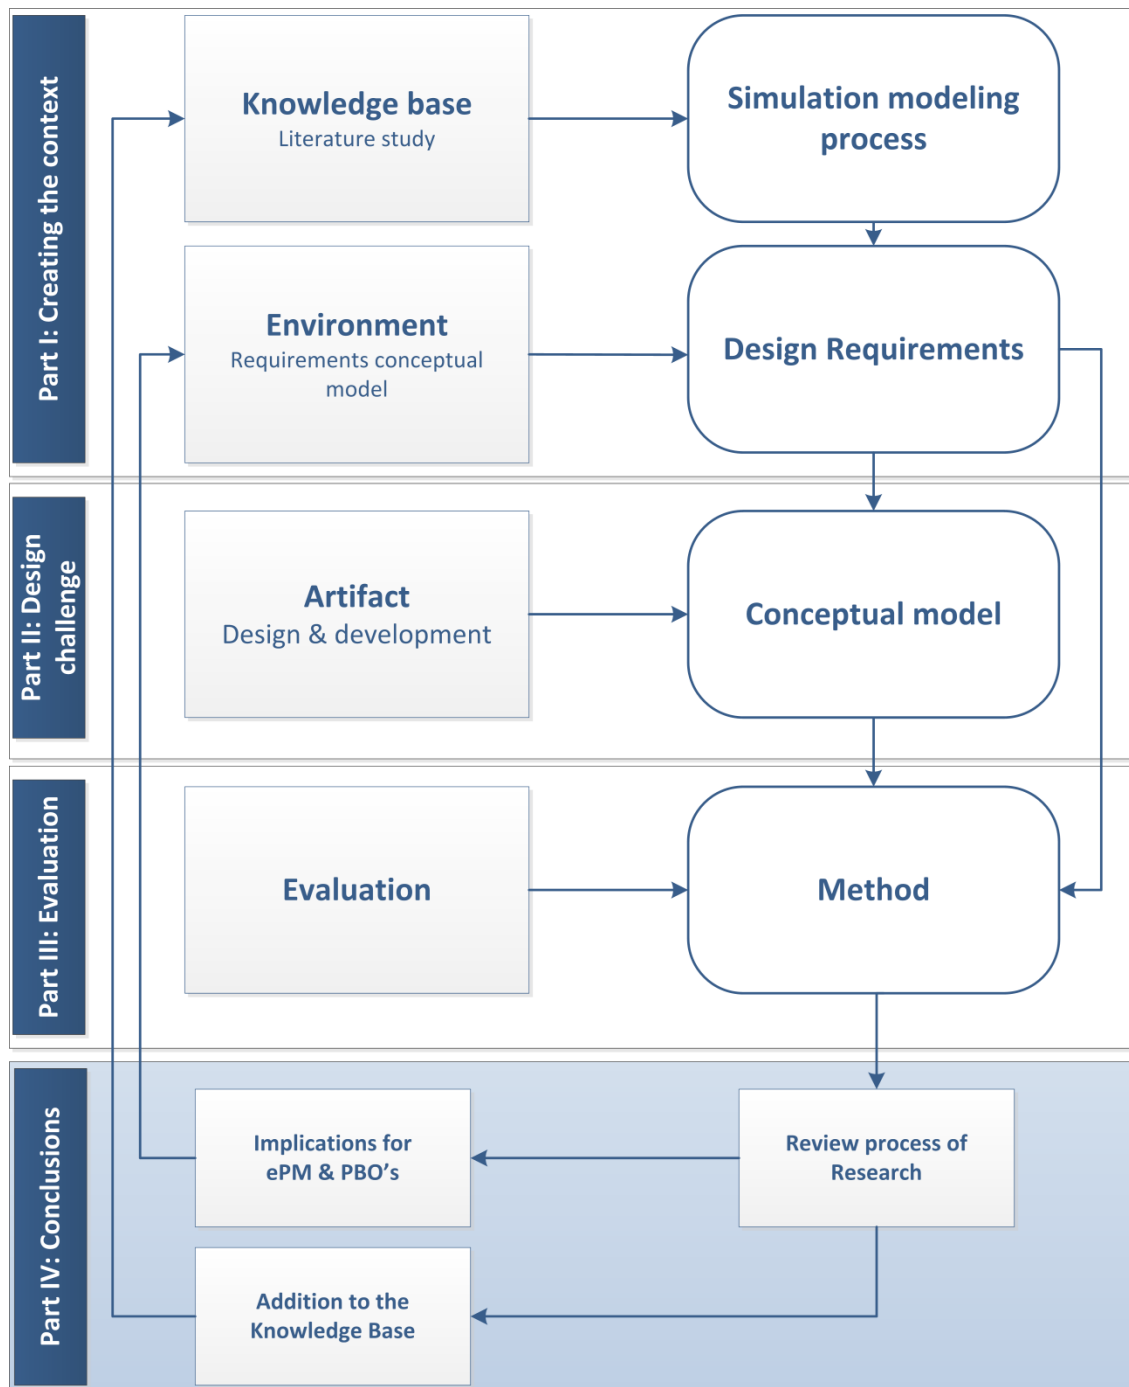 Part I: Creating the context
Knowledge base
Literature study
Simulation modeling
process
Environment
Requirements conceptual
model
Design Requirements
Part II: Design
challenge
Artifact
Design & development
Conceptual model
Part III: Evaluation
Evaluation
Method
Part IV: Conclusions
Implications for
ePM & PBO’s
Review process of
Research
Addition to the
Knowledge Base